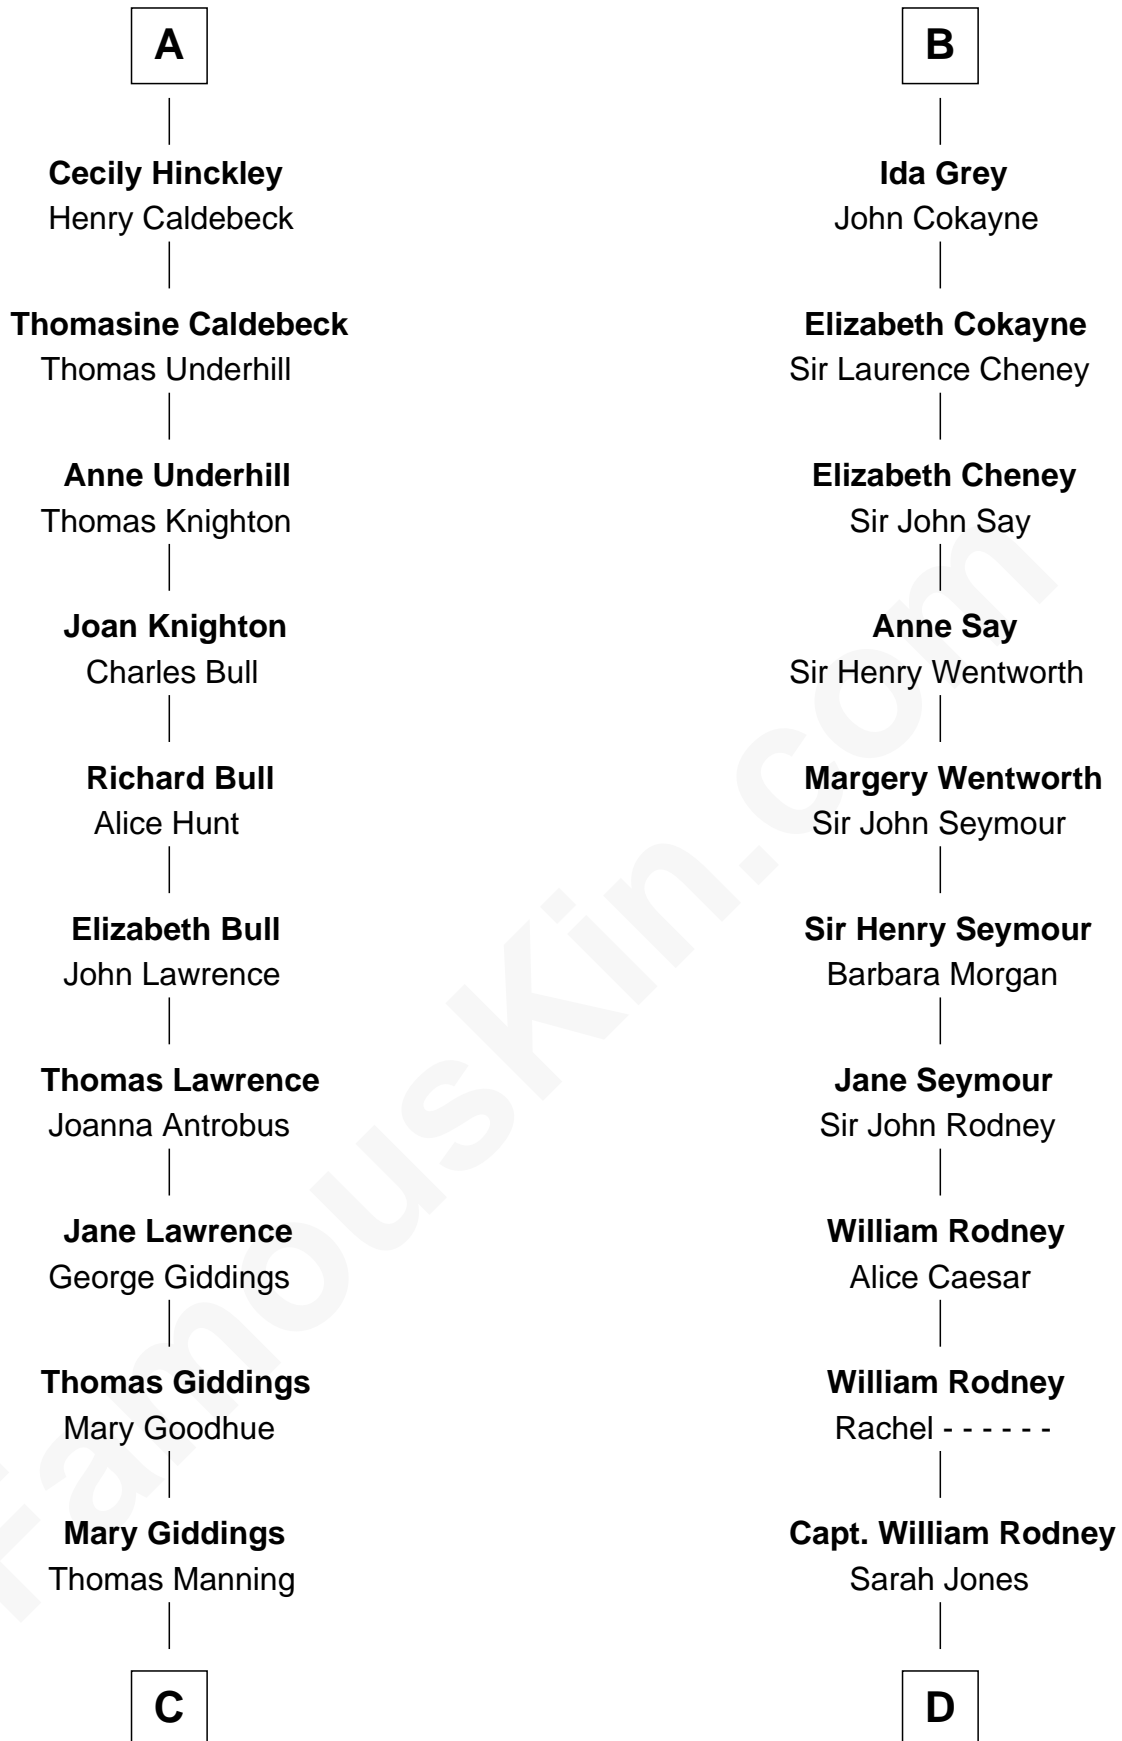 A
Cecily Hinckley
Henry Caldebeck
Thomasine Caldebeck
Thomas Underhill
Anne Underhill
Thomas Knighton
Joan Knighton
Charles Bull
Richard Bull
Alice Hunt
Elizabeth Bull
John Lawrence
Thomas Lawrence
Joanna Antrobus
Jane Lawrence
George Giddings
Thomas Giddings
Mary Goodhue
Mary Giddings
Thomas Manning
C
B
Ida Grey
John Cokayne
Elizabeth Cokayne
Sir Laurence Cheney
Elizabeth Cheney
Sir John Say
Anne Say
Sir Henry Wentworth
Margery Wentworth
Sir John Seymour
Sir Henry Seymour
Barbara Morgan
Jane Seymour
Sir John Rodney
William Rodney
Alice Caesar
William Rodney
Rachel - - - - - -
Capt. William Rodney
Sarah Jones
D
FamousKin.com